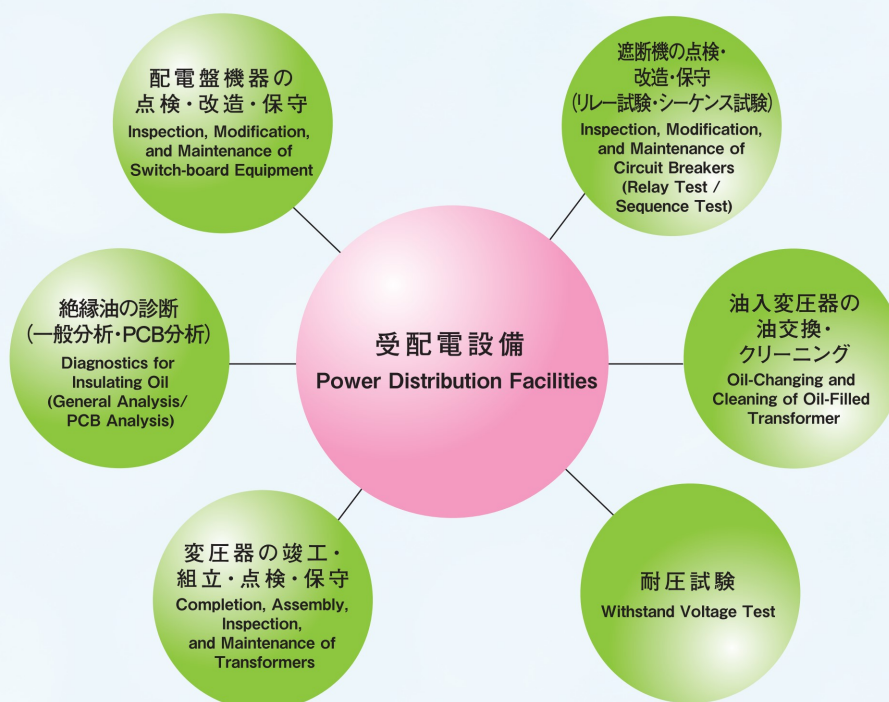 配電盤機器の
点検・改造・保守
Inspection, Modification,
and Maintenance of
Switch-board Equipment
遮断機の点検・
改造・保守
(リレー試験・シーケンス試験)
Inspection, Modification,
and Maintenance of
Circuit Breakers
(Relay Test /
Sequence Test)
絶縁油の診断
(一般分析・PCB分析)
Diagnostics for
Insulating Oil
(General Analysis/
PCB Analysis)
受配電設備
Power Distribution Facilities
油入変圧器の
油交換・
クリーニング
Oil-Changing and
Cleaning of Oil-Filled
Transformer
変圧器の竣工・
組立・点検・保守
Completion, Assembly,
Inspection,
and Maintenance of
Transformers
耐圧試験
Withstand Voltage Test